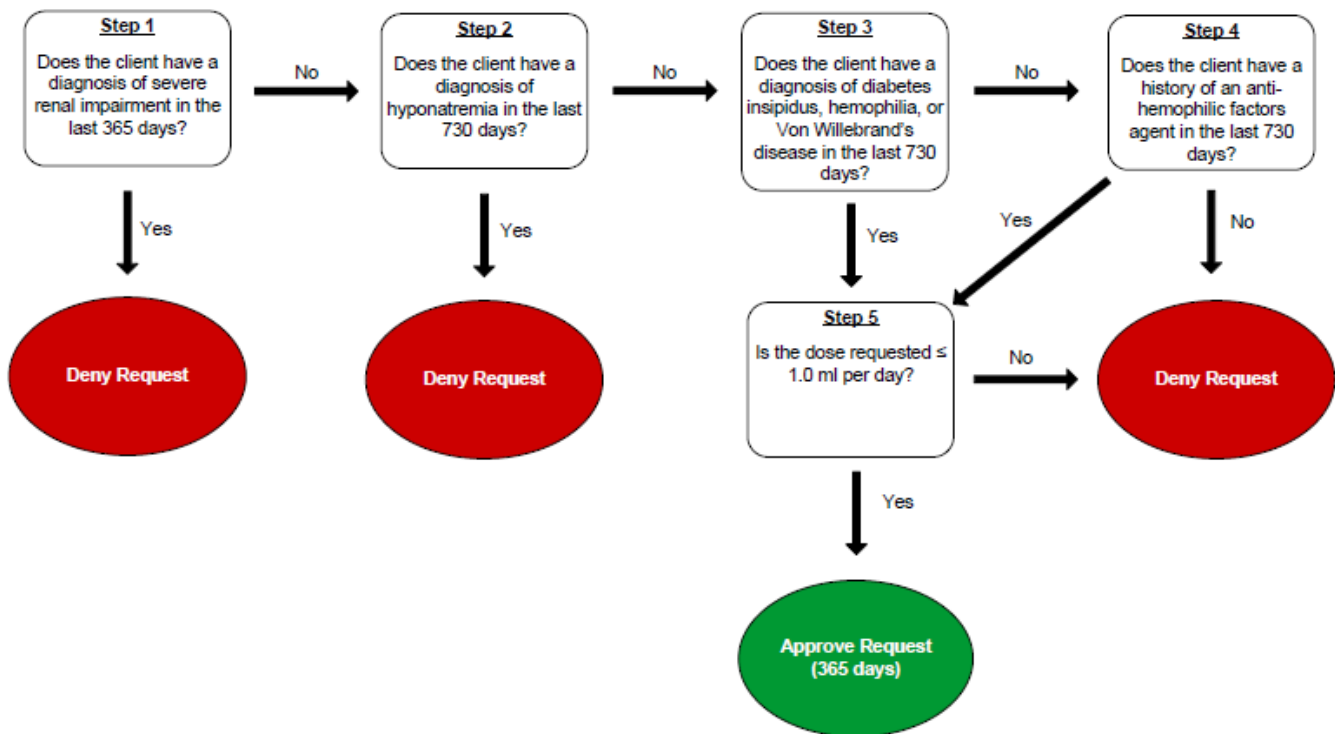 Step 1
Does the client have a
diagnosis of severe
renal impairment in the
last 365 days?
No
Step 2
Does the client have a
diagnosis of
hyponatremia in the last
730 days?
No
Step 3
Does the client have a
diagnosis of diabetes
insipidus, hemophilia, or
Von Willebrand's
disease in the last 730
days?
No
Step 4
Does the client have a
history of an anti-
hemophilic factors
agent in the last 730
days?
Yes
Yes
Yes
Yes
No
Deny Request
Deny Request
Step 5
Is the dose requested ≤
1.0 ml per day?
No
Deny Request
Yes
Approve Request
(365 days)